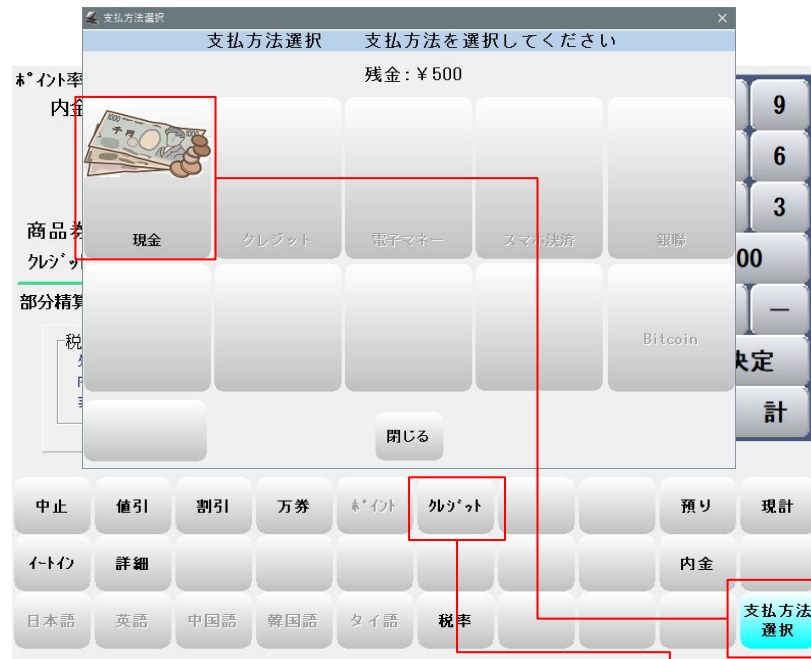 支払方法選択
支払方法選択 支払方法を選択してください
残金:¥500
ﾎﾟｲﾝﾄ率
内金
現金
クレジット
電子マネー
スマホ決済
銀聯
Bitcoin
閉じる
商品券
ｸﾚｼﾞｯﾄ
部分精算
税
9
6
3
00
－
決定
計
中止 値引 割引 万券 ﾎﾟｲﾝﾄ ｸﾚｼﾞｯﾄ 預り 現計
ｲｰﾄｲﾝ 詳細 内金
日本語 英語 中国語 韓国語 タイ語 税率 支払方法
選択